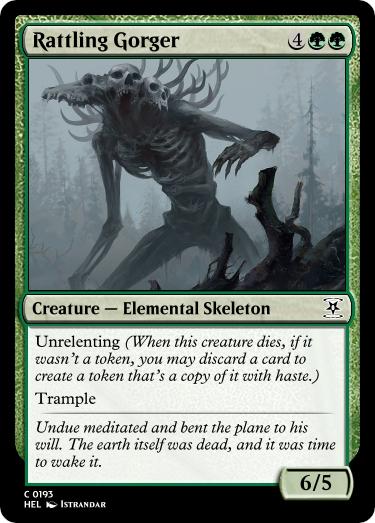 Rattling Gorger 4
Creature — Elemental Skeleton
Unrelenting (When this creature dies, if it
wasn't a token, you may discard a card to
create a token that's a copy of it with haste.)
Trample
Undue meditated and bent the plane to his
will. The earth itself was dead, and it was time
to wake it.
6/5
C 0193
HEL Istrandar